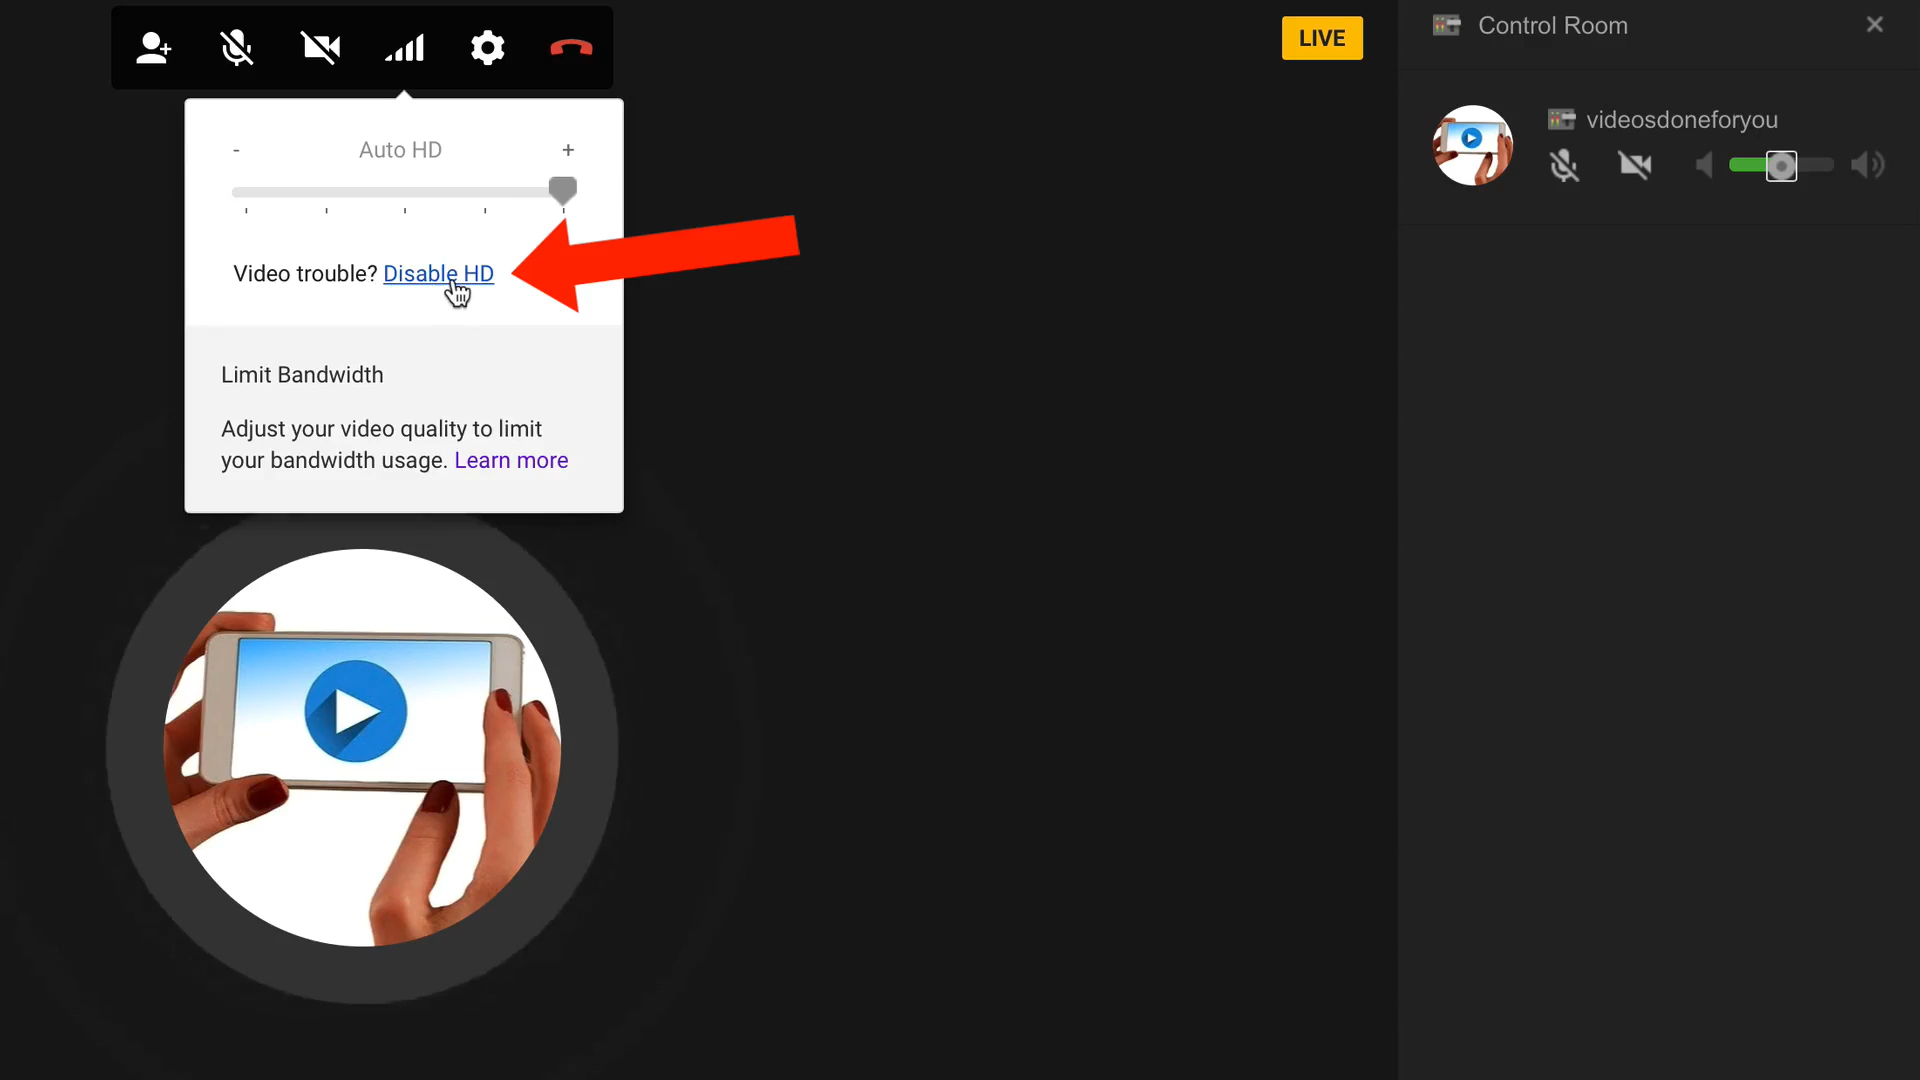 LIVE
Control Room
videosdoneforyou
- Auto HD +
Video trouble? Disable HD
Limit Bandwidth
Adjust your video quality to limit
your bandwidth usage. Learn more